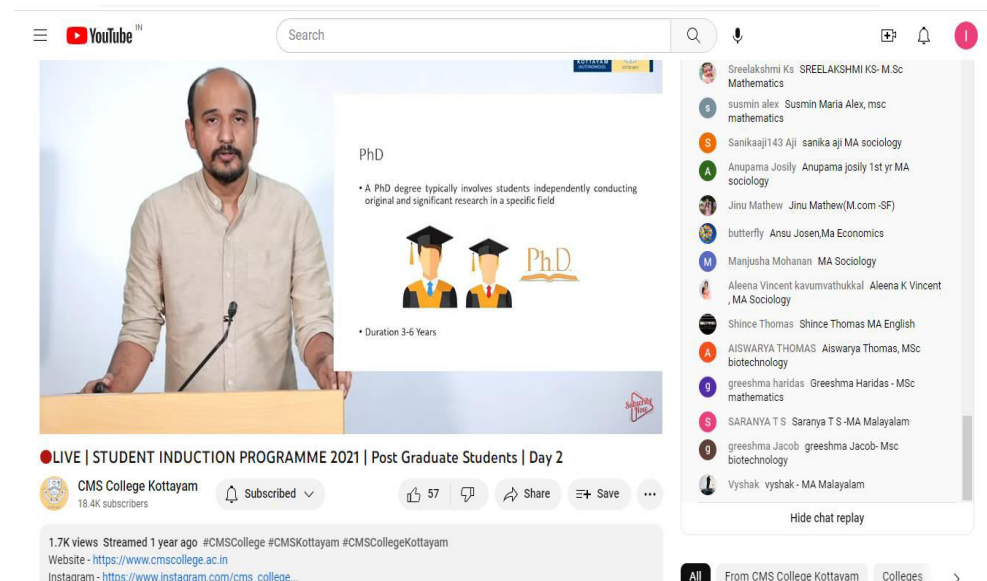 YouTube IN
Search
I
KOTTAYAM
(AUTONOMOUS)
PhD
• A PhD degree typically involves students independently conducting
original and significant research in a specific field
Ph.D.
• Duration 3-6 Years
Subscribe
Now
LIVE | STUDENT INDUCTION PROGRAMME 2021 | Post Graduate Students | Day 2
CMS College Kottayam
18.4K subscribers
Subscribed
57
Share
Save
1.7K views Streamed 1 year ago #CMSCollege #CMSKottayam #CMSCollegeKottayam
Website - https://www.cmscollege.ac.in
Instagram - https://www.instagram.com/cms_college...
Sreelakshmi Ks SREELAKSHMI KS- M.Sc
Mathematics
s
susmin alex Susmin Maria Alex, msc
mathematics
S
Sanikaaji143 Aji sanika aji MA sociology
A
Anupama Josily Anupama josily 1st yr MA
sociology
Jinu Mathew Jinu Mathew(M.com -SF)
butterfly Ansu Josen,Ma Economics
M
Manjusha Mohanan MA Sociology
Aleena Vincent kavumvathukkal Aleena K Vincent
, MA Sociology
Shince Thomas Shince Thomas MA English
A
AISWARYA THOMAS Aiswarya Thomas, MSc
biotechnology
g
greeshma haridas Greeshma Haridas - MSc
mathematics
S
SARANYA T S Saranya T S -MA Malayalam
g
greeshma Jacob greeshma Jacob- Msc
biotechnology
Vyshak vyshak - MA Malayalam
Hide chat replay
All
From CMS College Kottayam
Colleges